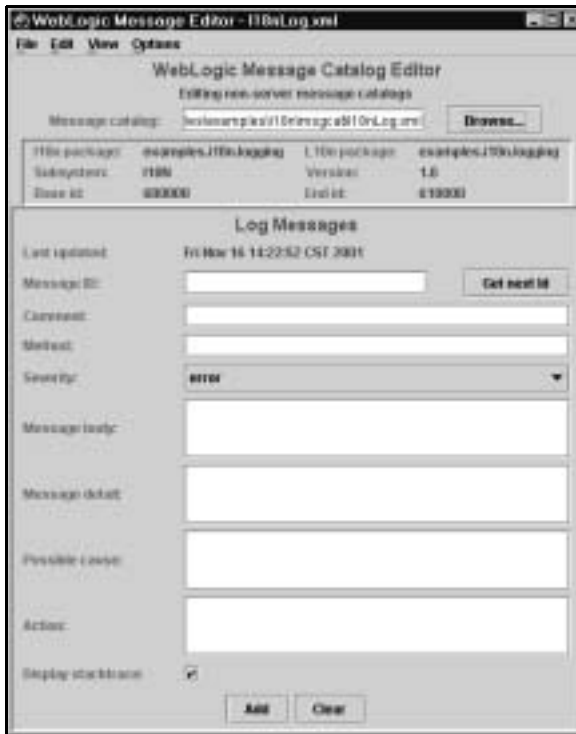 WebLogic Message Editor - I18nLog.xml
File Edit View Options
WebLogic Message Catalog Editor
Editing non-server message catalogs
Message catalog: Browse...
I18n package: examples.i18n.logging L10n package: examples.i18n.logging
Subsystem: I18N Version: 1.0
Base id: 600000 End id: 610000
Log Messages
Last updated: Fri Nov 16 14:22:52 CST 2001
Message ID: Get next Id
Comment:
Method:
Severity: error
Message body:
Message detail:
Possible cause:
Action:
Display stacktrace:
Add Clear